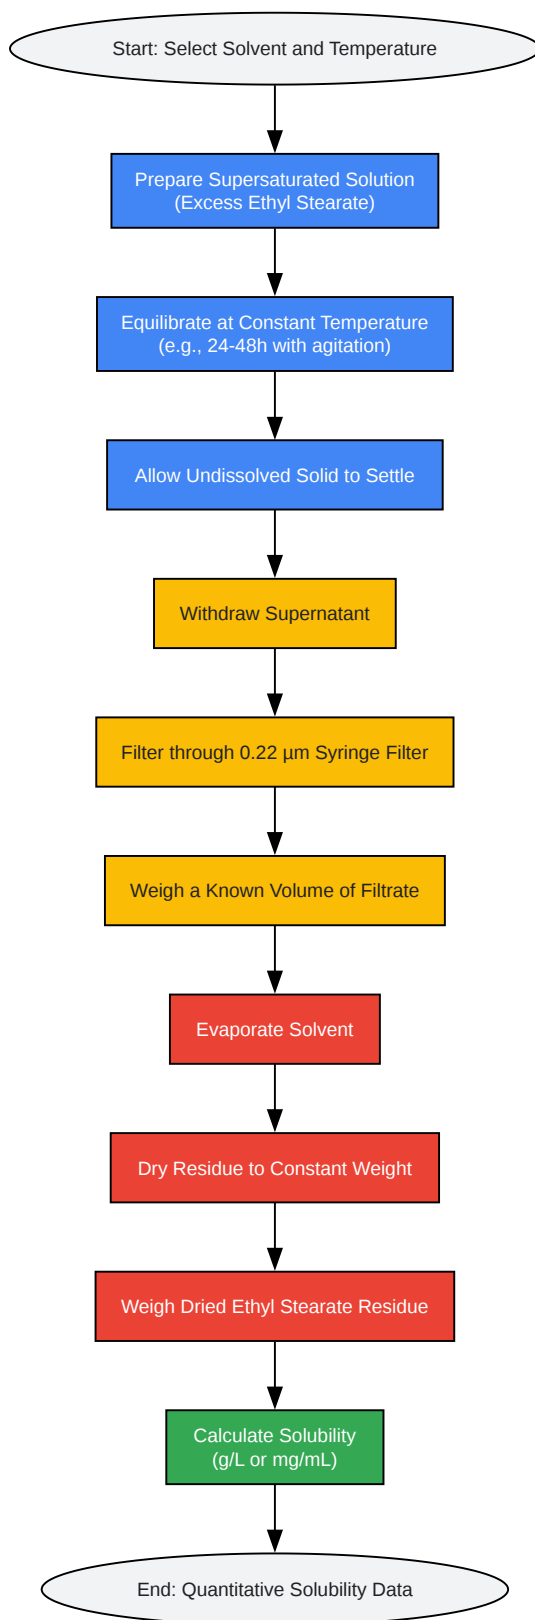 Start: Select Solvent and Temperature
Prepare Supersaturated Solution
(Excess Ethyl Stearate)
Equilibrate at Constant Temperature
(e.g., 24-48h with agitation)
Allow Undissolved Solid to Settle
Withdraw Supernatant
Filter through 0.22 µm Syringe Filter
Weigh a Known Volume of Filtrate
Evaporate Solvent
Dry Residue to Constant Weight
Weigh Dried Ethyl Stearate Residue
Calculate Solubility
(g/L or mg/mL)
End: Quantitative Solubility Data